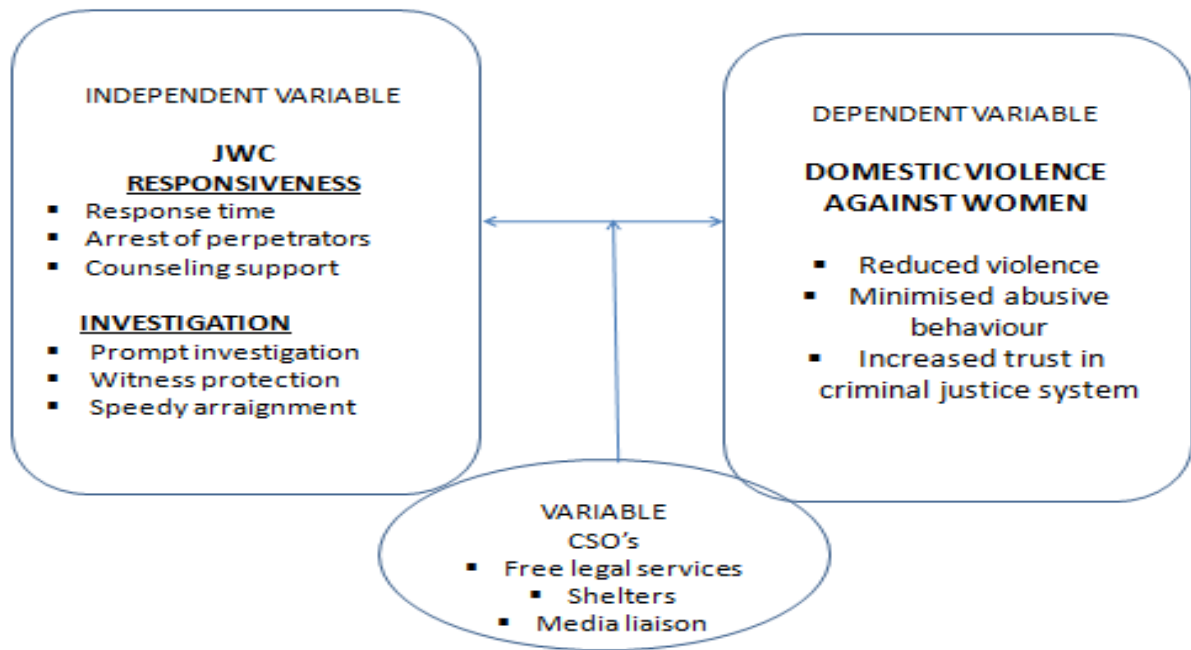 INDEPENDENT VARIABLE
JWC
RESPONSIVENESS
▪ Response time
▪ Arrest of perpetrators
▪ Counseling support
INVESTIGATION
▪ Prompt investigation
▪ Witness protection
▪ Speedy arraignment
DEPENDENT VARIABLE
DOMESTIC VIOLENCE
AGAINST WOMEN
▪ Reduced violence
▪ Minimised abusive
behaviour
▪ Increased trust in
criminal justice system
VARIABLE
CSO's
▪ Free legal services
▪ Shelters
▪ Media liaison